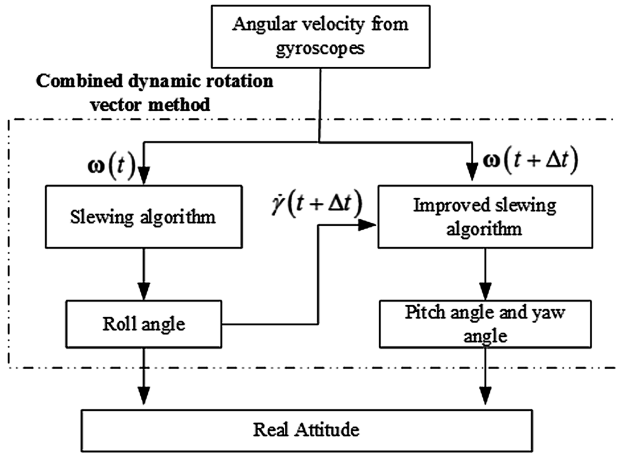 Angular velocity from
gyroscopes
Combined dynamic rotation
vector method
ω(t)
ω(t + Δt)
Slewing algorithm
γ̇(t + Δt)
Improved slewing
algorithm
Roll angle
Pitch angle and yaw
angle
Real Attitude